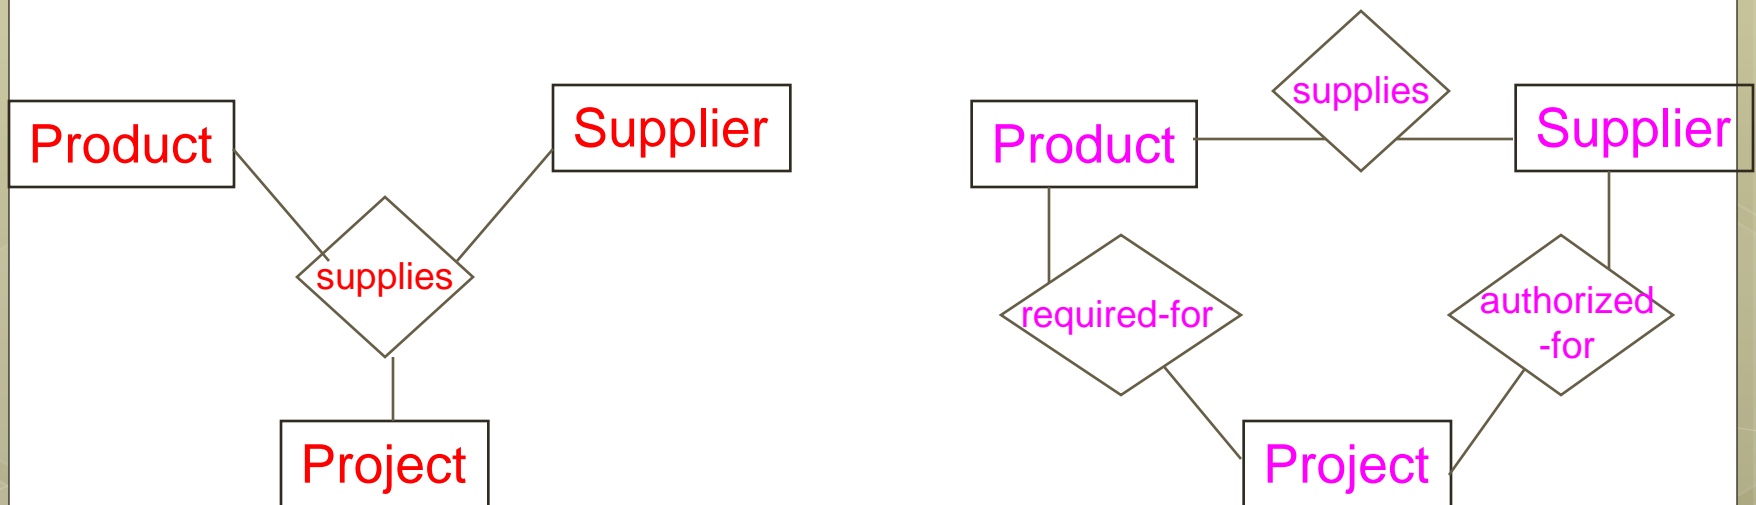 Product
Supplier
supplies
Project
supplies
Product
Supplier
required-for
authorized
-for
Project